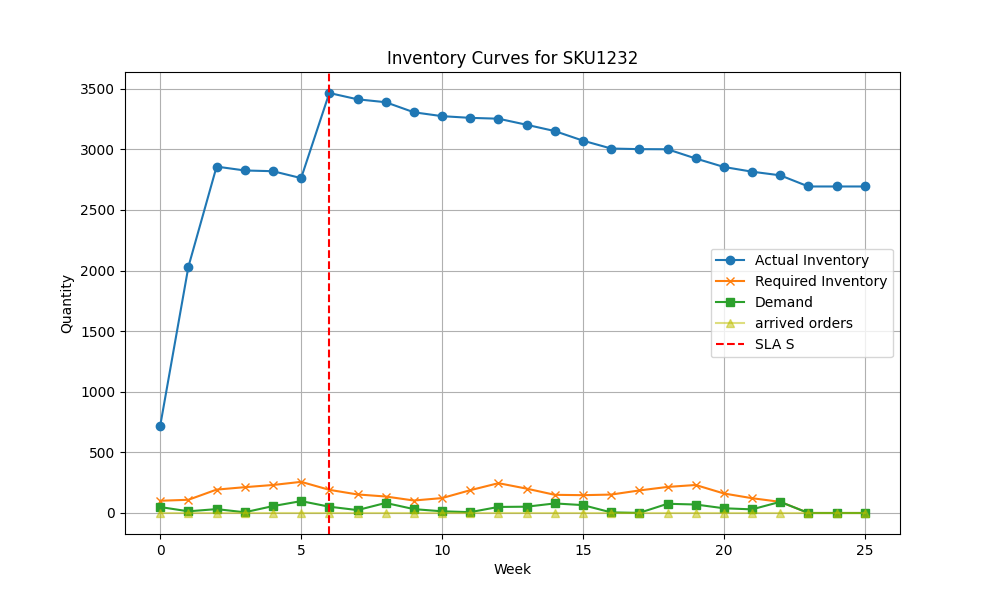 Inventory Curves for SKU1232
Quantity
3500
3000
2500
2000
1500
1000
500
0
Actual Inventory
Required Inventory
Demand
arrived orders
SLA S
0 5 10 15 20 25
Week